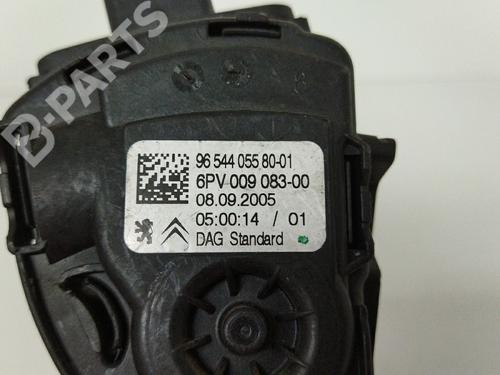 B-PARTS
96 544 055 80-01
6PV 009 083-00
08.09.2005
05:00:14 / 01
DAG Standard